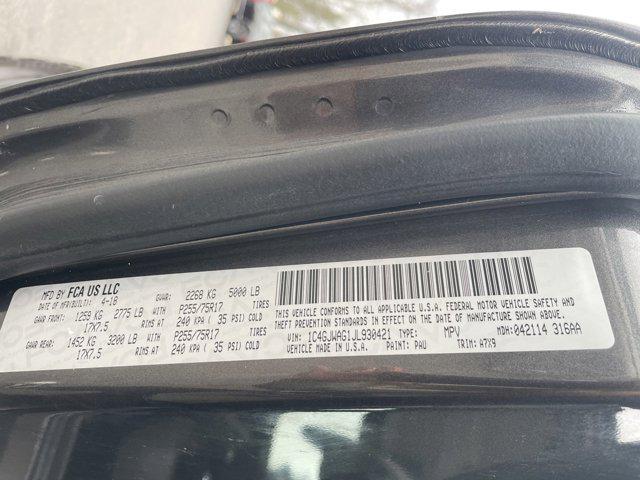 MFD BY FCA US LLC
DATE OF MFR(BUILT): 4-18 GVWR: 2268 KG 5000 LB
GAWR FRONT: 1259 KG 2775 LB WITH P255/75R17 TIRES
17X7.5 RIMS AT 240 KPA ( 35 PSI) COLD
GAWR REAR: 1452 KG 3200 LB WITH P255/75R17 TIRES
17X7.5 RIMS AT 240 KPA ( 35 PSI) COLD
THIS VEHICLE CONFORMS TO ALL APPLICABLE U.S.A. FEDERAL MOTOR VEHICLE SAFETY AND
THEFT PREVENTION STANDARDS IN EFFECT ON THE DATE OF MANUFACTURE SHOWN ABOVE.
VIN: 1C4GJWAG1JL930421 TYPE: MPV MDH: 042114 316AA
VEHICLE MADE IN U.S.A. PAINT: PAU TRIM: A7X9